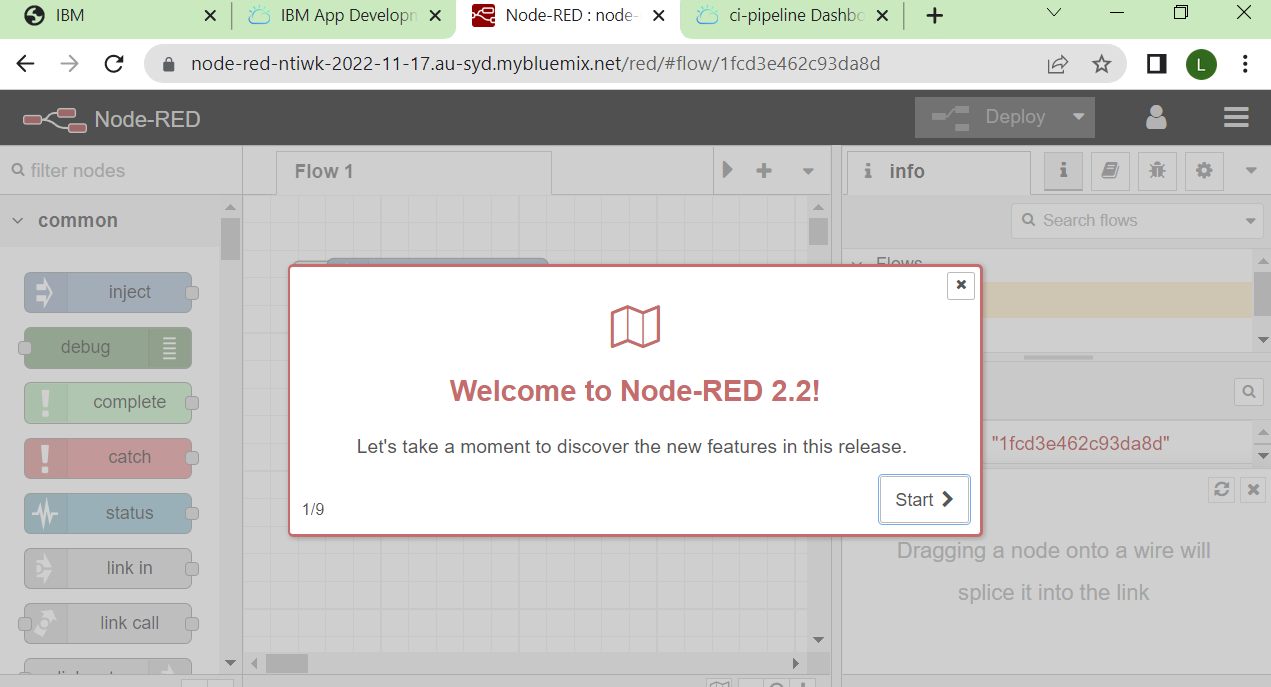 IBM
IBM App Developm
Node-RED : node-
ci-pipeline Dashbo
node-red-ntiwk-2022-11-17.au-syd.mybluemix.net/red/#flow/1fcd3e462c93da8d
L
Node-RED
Deploy
filter nodes
Flow 1
info
common
Search flows
Flows
inject
debug
complete
catch
status
link in
link call
Welcome to Node-RED 2.2!
Let's take a moment to discover the new features in this release.
1/9
Start
"1fcd3e462c93da8d"
Dragging a node onto a wire will
splice it into the link